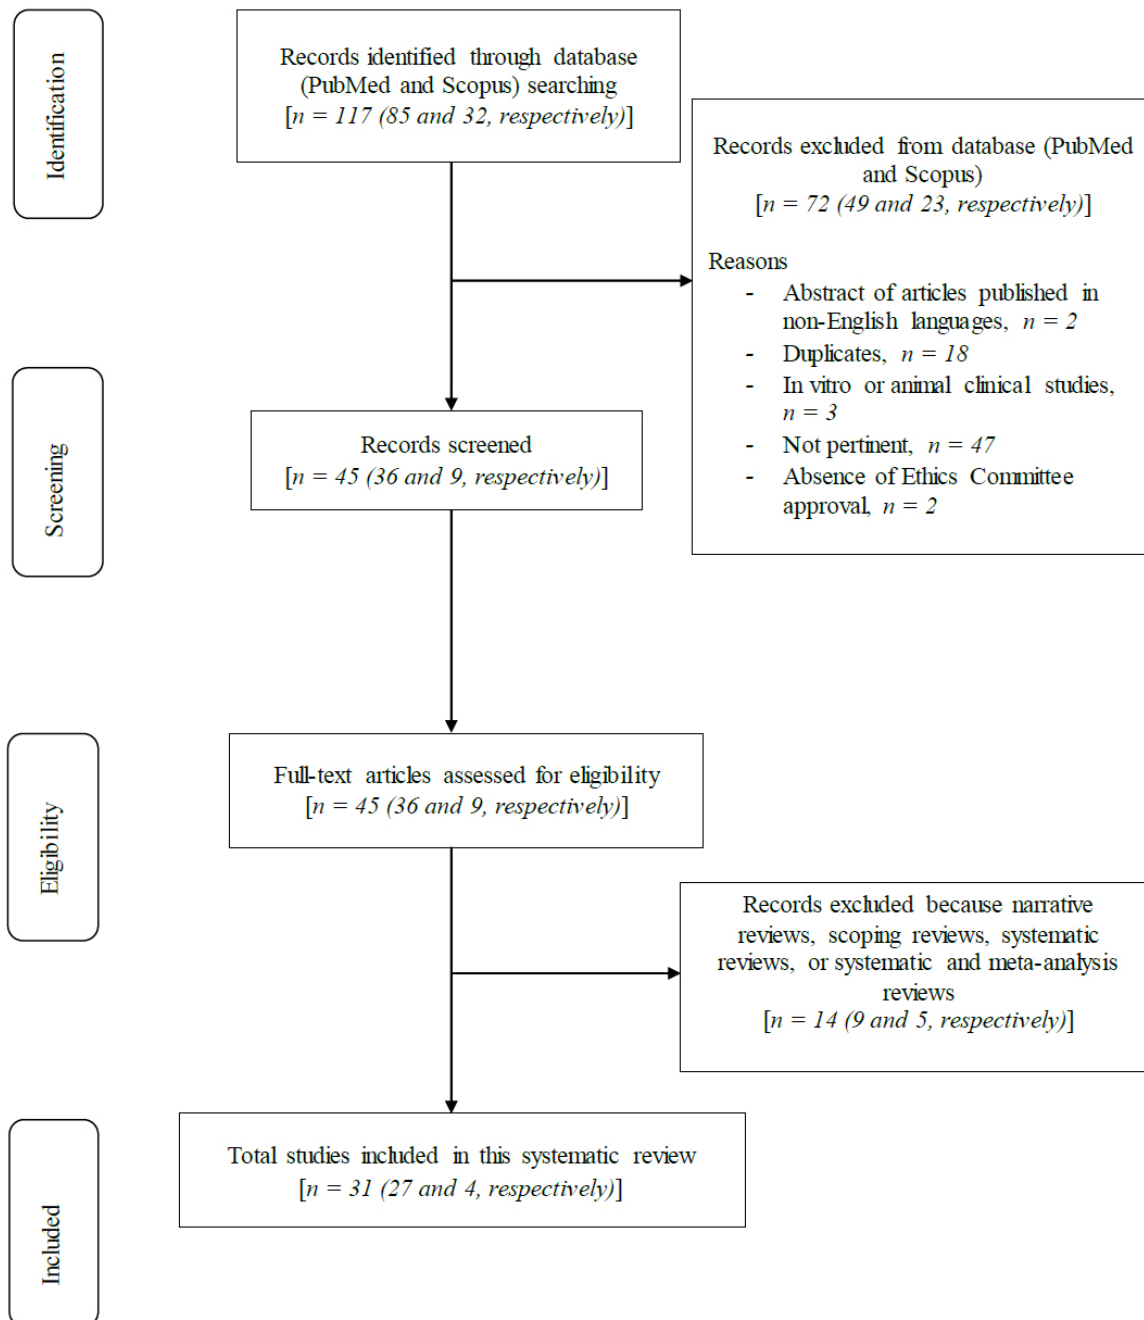 Identification
Records identified through database
(PubMed and Scopus) searching
[n = 117 (85 and 32, respectively)]
Records excluded from database (PubMed
and Scopus)
[n = 72 (49 and 23, respectively)]
Reasons
- Abstract of articles published in
non-English languages, n = 2
- Duplicates, n = 18
- In vitro or animal clinical studies,
n = 3
- Not pertinent, n = 47
- Absence of Ethics Committee
approval, n = 2
Screening
Records screened
[n = 45 (36 and 9, respectively)]
Eligibility
Full-text articles assessed for eligibility
[n = 45 (36 and 9, respectively)]
Records excluded because narrative
reviews, scoping reviews, systematic
reviews, or systematic and meta-analysis
reviews
[n = 14 (9 and 5, respectively)]
Included
Total studies included in this systematic review
[n = 31 (27 and 4, respectively)]